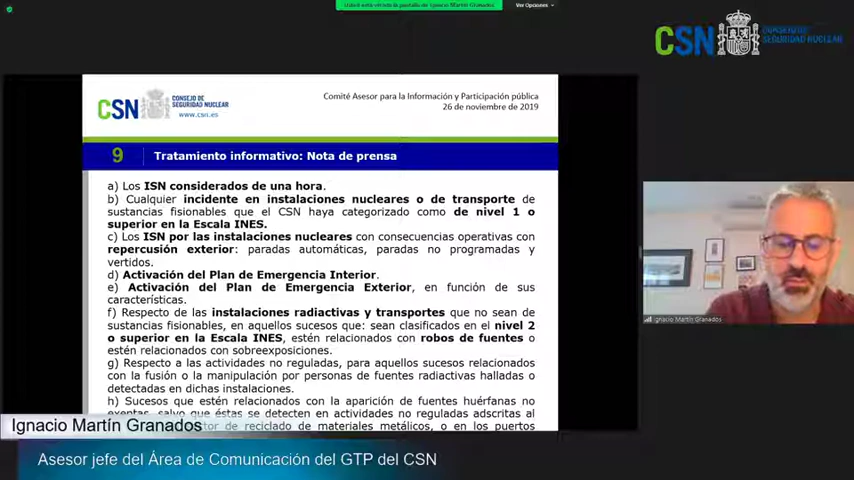 Usted está viendo la pantalla de Ignacio Martín Granados
Ver Opciones
CSN
CONSEJO DE
SEGURIDAD NUCLEAR
CSN
CONSEJO DE
SEGURIDAD NUCLEAR
www.csn.es
Comité Asesor para la Información y Participación pública
26 de noviembre de 2019
9
Tratamiento informativo: Nota de prensa
a) Los ISN considerados de una hora.
b) Cualquier incidente en instalaciones nucleares o de transporte de
sustancias fisionables que el CSN haya categorizado como de nivel 1 o
superior en la Escala INES.
c) Los ISN por las instalaciones nucleares con consecuencias operativas con
repercusión exterior: paradas automáticas, paradas no programadas y
vertidos.
d) Activación del Plan de Emergencia Interior.
e) Activación del Plan de Emergencia Exterior, en función de sus
características.
f) Respecto de las instalaciones radiactivas y transportes que no sean de
sustancias fisionables, en aquellos sucesos que: sean clasificados en el nivel 2
o superior en la Escala INES, estén relacionados con robos de fuentes o
estén relacionados con sobreexposiciones.
g) Respecto a las actividades no reguladas, para aquellos sucesos relacionados
con la fusión o la manipulación por personas de fuentes radiactivas halladas o
detectadas en dichas instalaciones.
h) Sucesos que estén relacionados con la aparición de fuentes huérfanas no
exentas, salvo que éstas se detecten en actividades no reguladas adscritas al
de reciclado de materiales metálicos, o en los puertos
Ignacio Martín Granados
Ignacio Martín Granados
Asesor jefe del Área de Comunicación del GTP del CSN